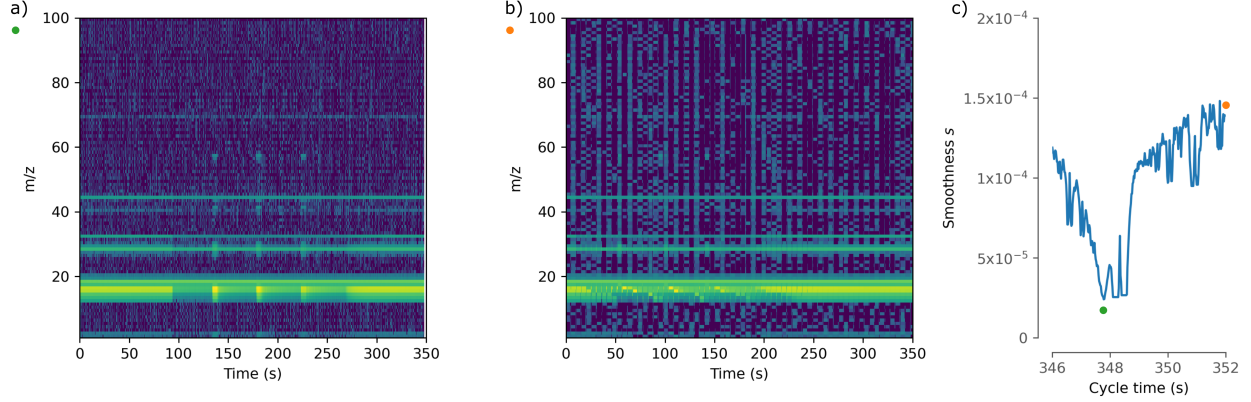 a)
100
80
60
40
20
m/z
0 50 100 150 200 250 300 350
Time (s)
b)
100
80
60
40
20
m/z
0 50 100 150 200 250 300 350
Time (s)
c)
2x10⁻⁴
1.5x10⁻⁴
1x10⁻⁴
5x10⁻⁵
0
Smoothness s
346 348 350 352
Cycle time (s)